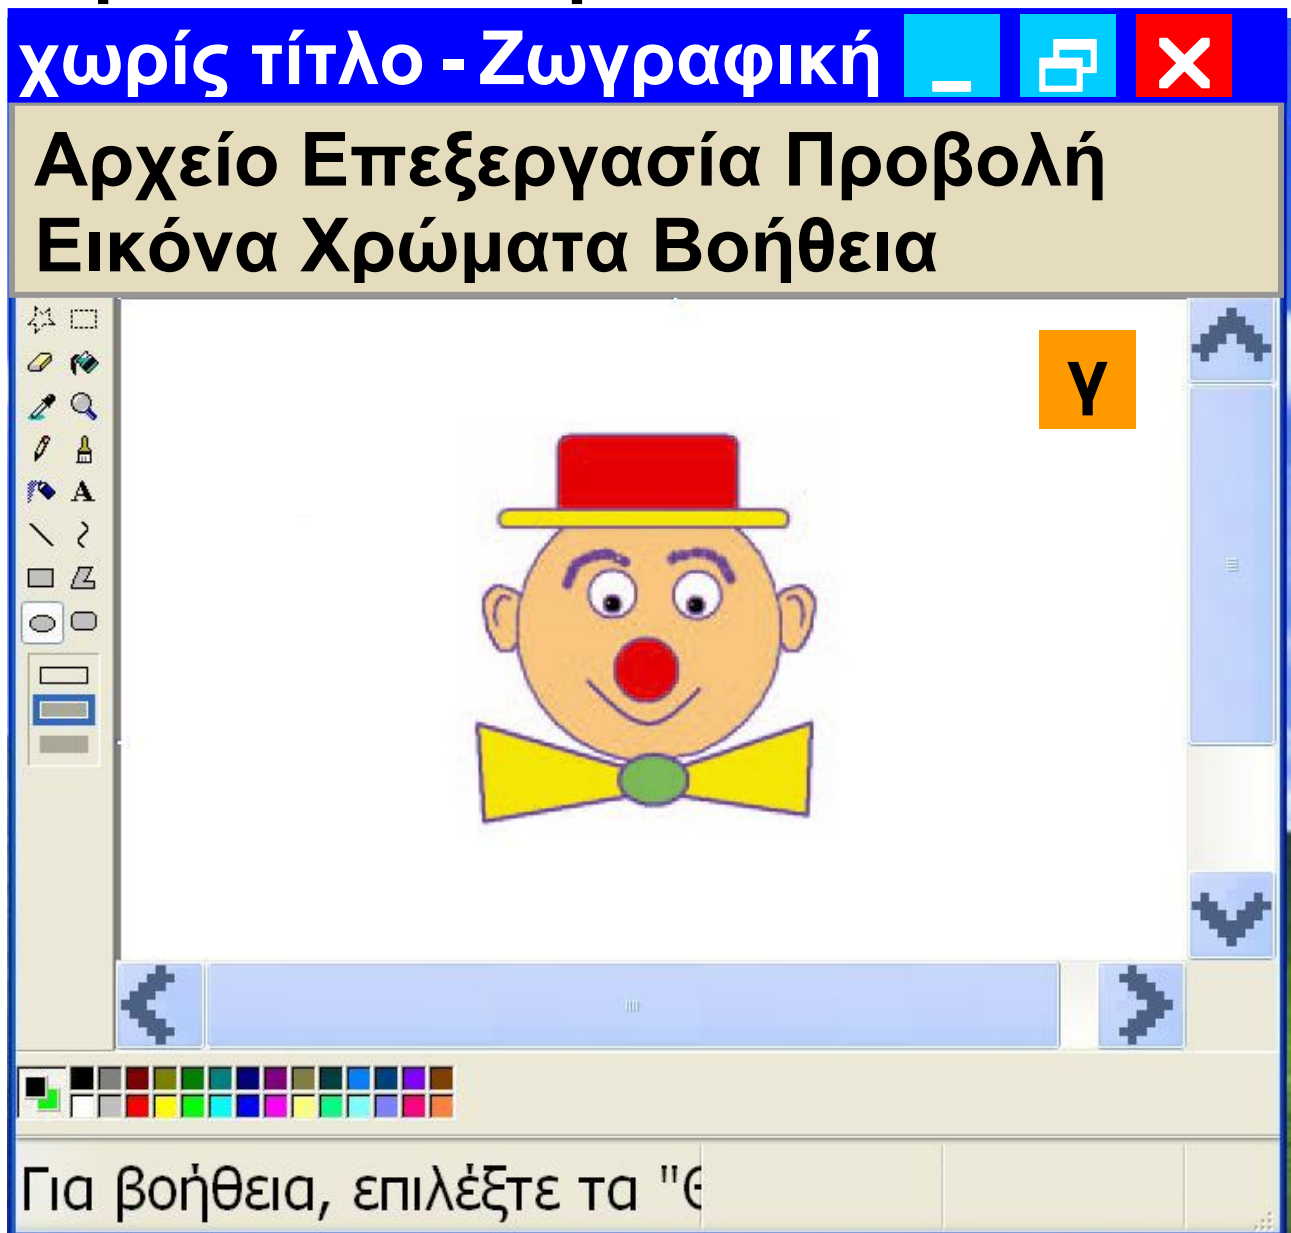 χωρίς τίτλο - Ζωγραφική
Αρχείο Επεξεργασία Προβολή
Εικόνα Χρώματα Βοήθεια
γ
A
Για βοήθεια, επιλέξτε τα "